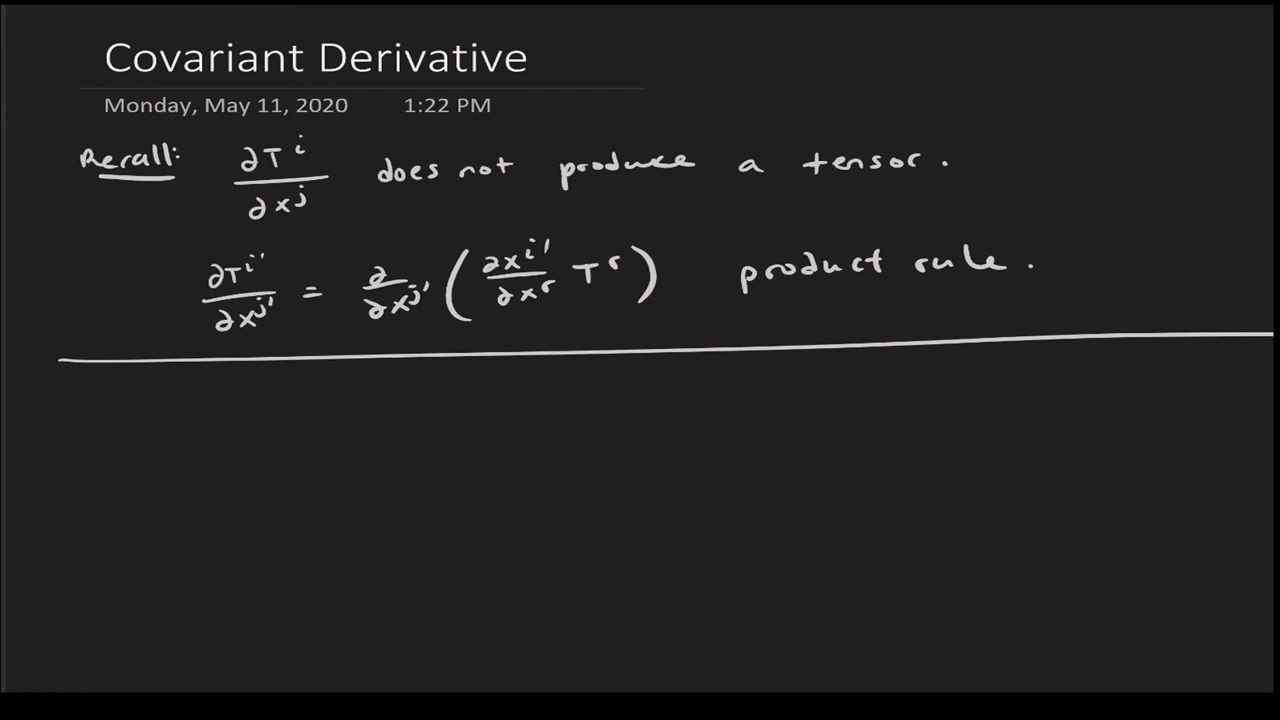 Covariant Derivative
Monday, May 11, 2020 1:22 PM
Recall: ∂T^i/∂x^j does not produce a tensor.
∂T^i'/∂x^j' = ∂/∂x^j' (∂x^i'/∂x^r T^r) product rule.